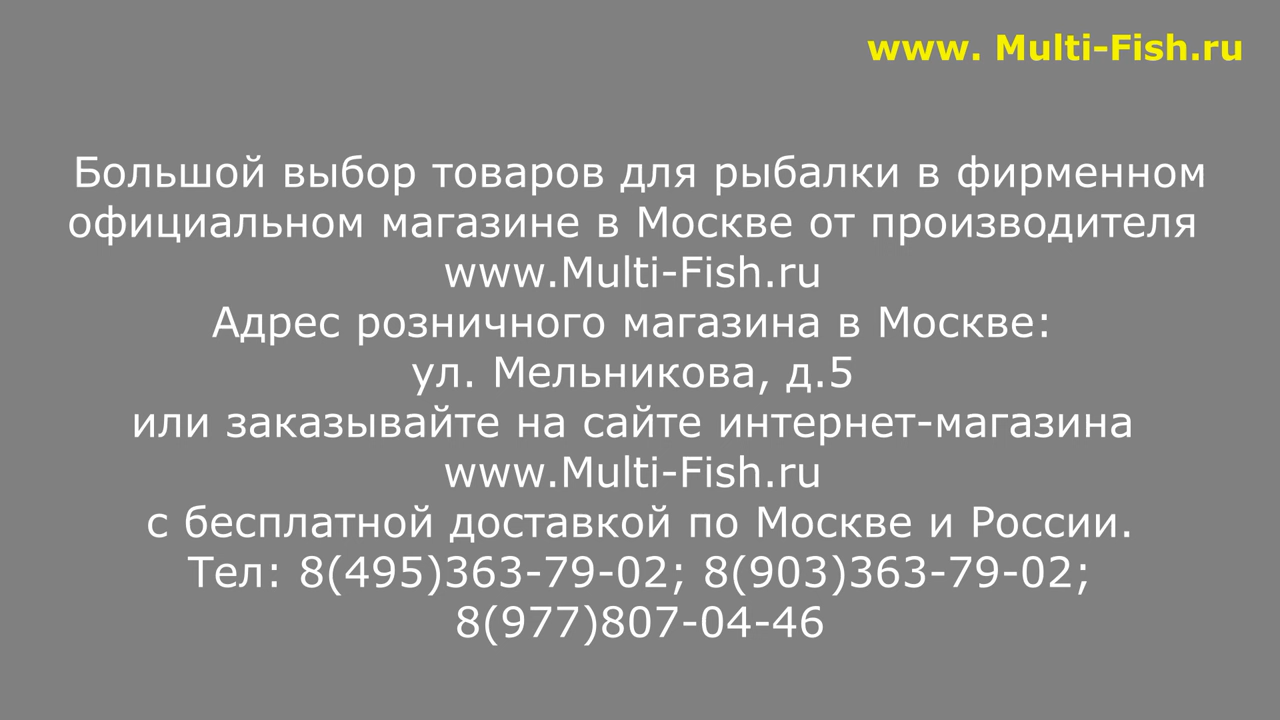 www. Multi-Fish.ru
Большой выбор товаров для рыбалки в фирменном
официальном магазине в Москве от производителя
www.Multi-Fish.ru
Адрес розничного магазина в Москве:
ул. Мельникова, д.5
или заказывайте на сайте интернет-магазина
www.Multi-Fish.ru
с бесплатной доставкой по Москве и России.
Тел: 8(495)363-79-02; 8(903)363-79-02;
8(977)807-04-46